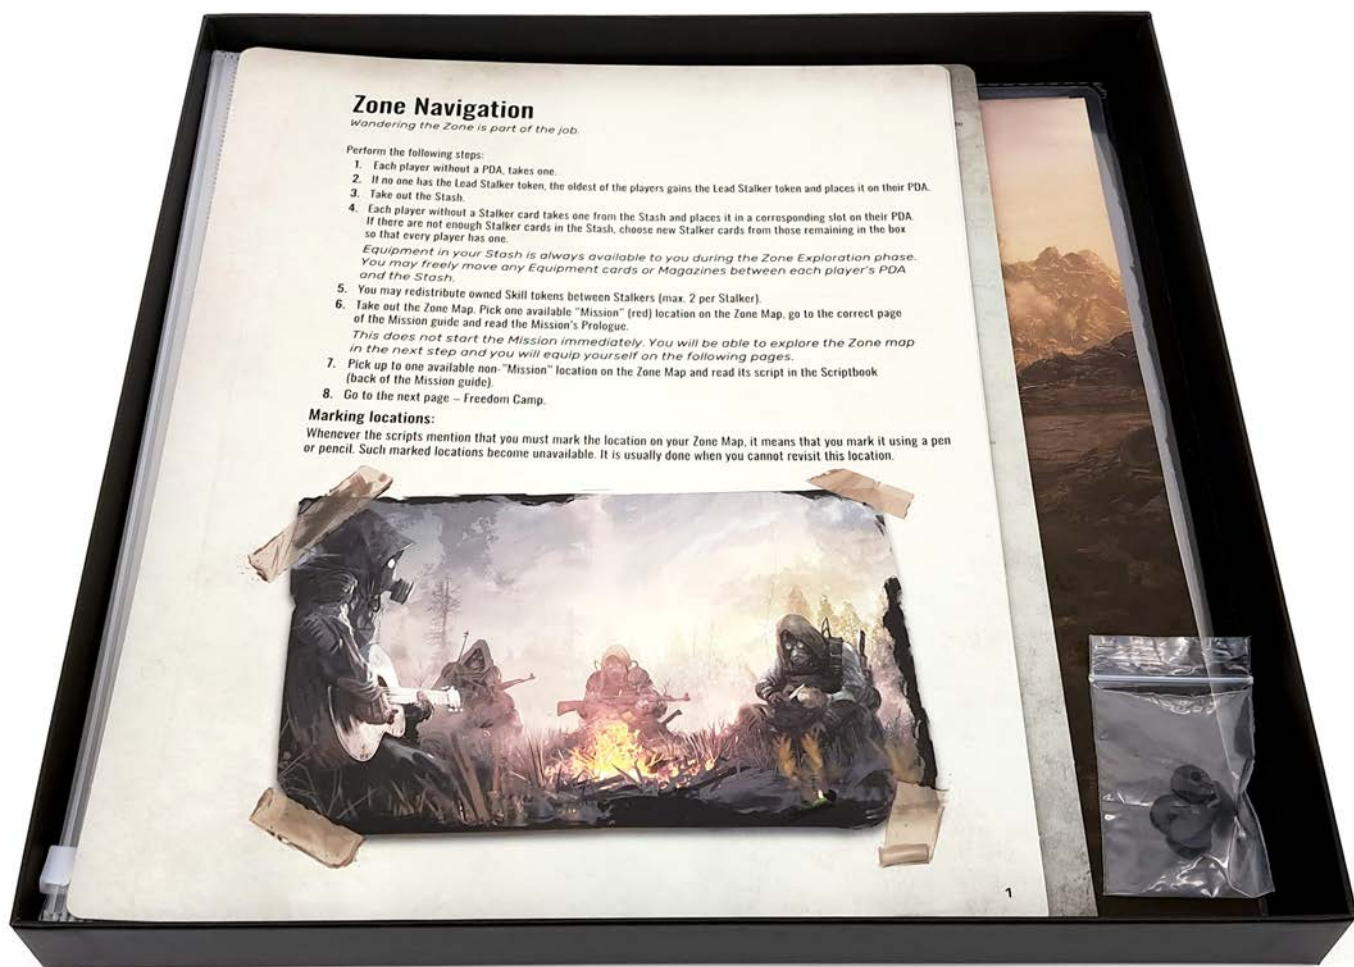 Zone Navigation
Wandering the Zone is part of the job.
Perform the following steps:
1. Each player without a PDA, takes one.
2. If no one has the Lead Stalker token, the oldest of the players gains the Lead Stalker token and places it on their PDA.
3. Take out the Stash.
4. Each player without a Stalker card takes one from the Stash and places it in a corresponding slot on their PDA.
If there are not enough Stalker cards in the Stash, choose new Stalker cards from those remaining in the box
so that every player has one.
Equipment in your Stash is always available to you during the Zone Exploration phase.
You may freely move any Equipment cards or Magazines between each player's PDA
and the Stash.
5. You may redistribute owned Skill tokens between Stalkers (max. 2 per Stalker).
6. Take out the Zone Map. Pick one available "Mission" (red) location on the Zone Map, go to the correct page
of the Mission guide and read the Mission's Prologue.
This does not start the Mission immediately. You will be able to explore the Zone map
in the next step and you will equip yourself on the following pages.
7. Pick up to one available non-"Mission" location on the Zone Map and read its script in the Scriptbook
(back of the Mission guide).
8. Go to the next page – Freedom Camp.
Marking locations:
Whenever the scripts mention that you must mark the location on your Zone Map, it means that you mark it using a pen
or pencil. Such marked locations become unavailable. It is usually done when you cannot revisit this location.
1